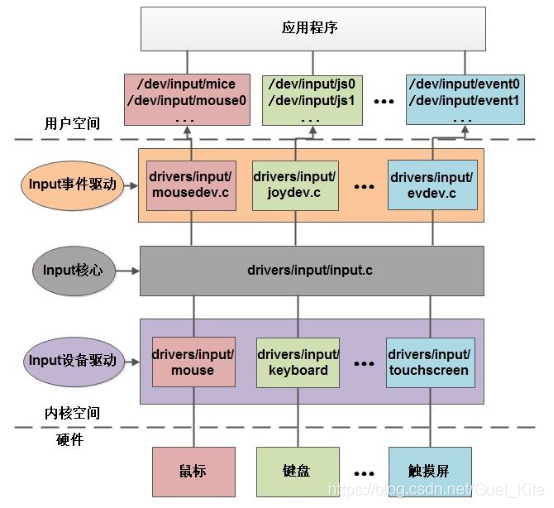 应用程序
/dev/input/mice
/dev/input/mouse0
...
/dev/input/js0
/dev/input/js1
...
...
/dev/input/event0
/dev/input/event1
...
用户空间
Input事件驱动
drivers/input/
mousedev.c
drivers/input/
joydev.c
...
drivers/input/
evdev.c
Input核心
drivers/input/input.c
Input设备驱动
drivers/input/
mouse
drivers/input/
keyboard
...
drivers/input/
touchscreen
内核空间
硬件
鼠标
键盘
...
触摸屏
https://blog.csdn.net/Guet_Kite